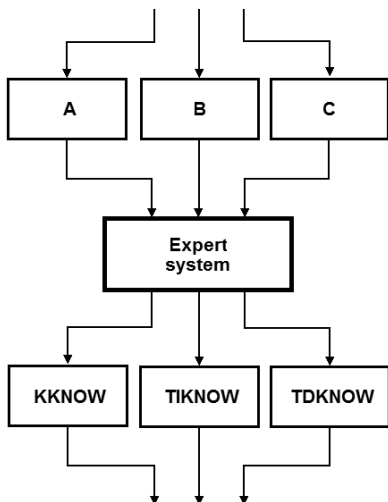 A
B
C
Expert
system
KKNOW
TIKNOW
TDKNOW